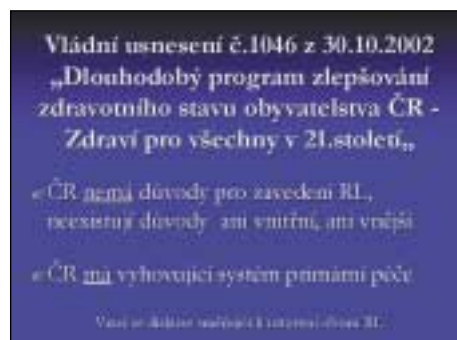 Vládní usnesení č.1046 z 30.10.2002
„Dlouhodobý program zlepšování
zdravotního stavu obyvatelstva ČR -
Zdraví pro všechny v 21.století„
ČR nemá důvody pro zavedení RL,
neexistují důvody ani vnitřní, ani vnější
ČR má vyhovující systém primární péče